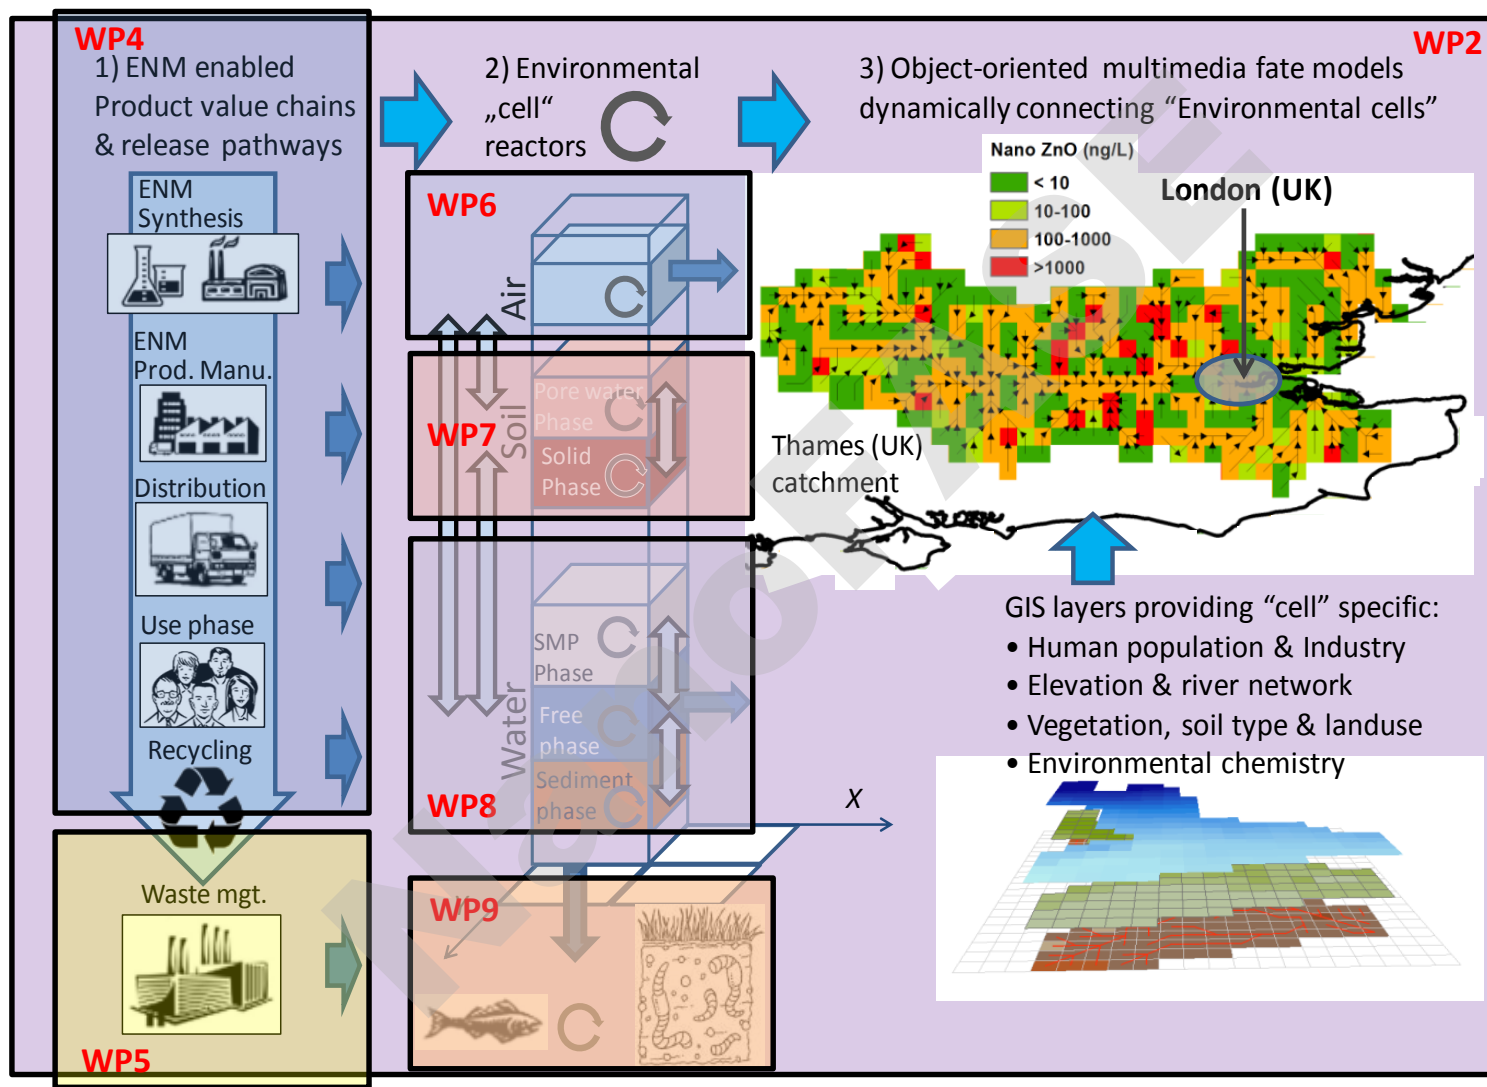 WP4
1) ENM enabled
Product value chains
& release pathways
ENM
Synthesis
ENM
Prod. Manu.
Distribution
Use phase
Recycling
Waste mgt.
WP5
2) Environmental
„cell“
reactors
WP6
Air
WP7
Soil
Pore water
Phase
Solid
Phase
WP8
Water
SMP
Phase
Free
phase
Sediment
phase
X
WP9
WP2
3) Object-oriented multimedia fate models
dynamically connecting “Environmental cells”
Nano ZnO (ng/L)
< 10
10-100
100-1000
>1000
London (UK)
Thames (UK)
catchment
GIS layers providing “cell” specific:
• Human population & Industry
• Elevation & river network
• Vegetation, soil type & landuse
• Environmental chemistry
NanoFASE